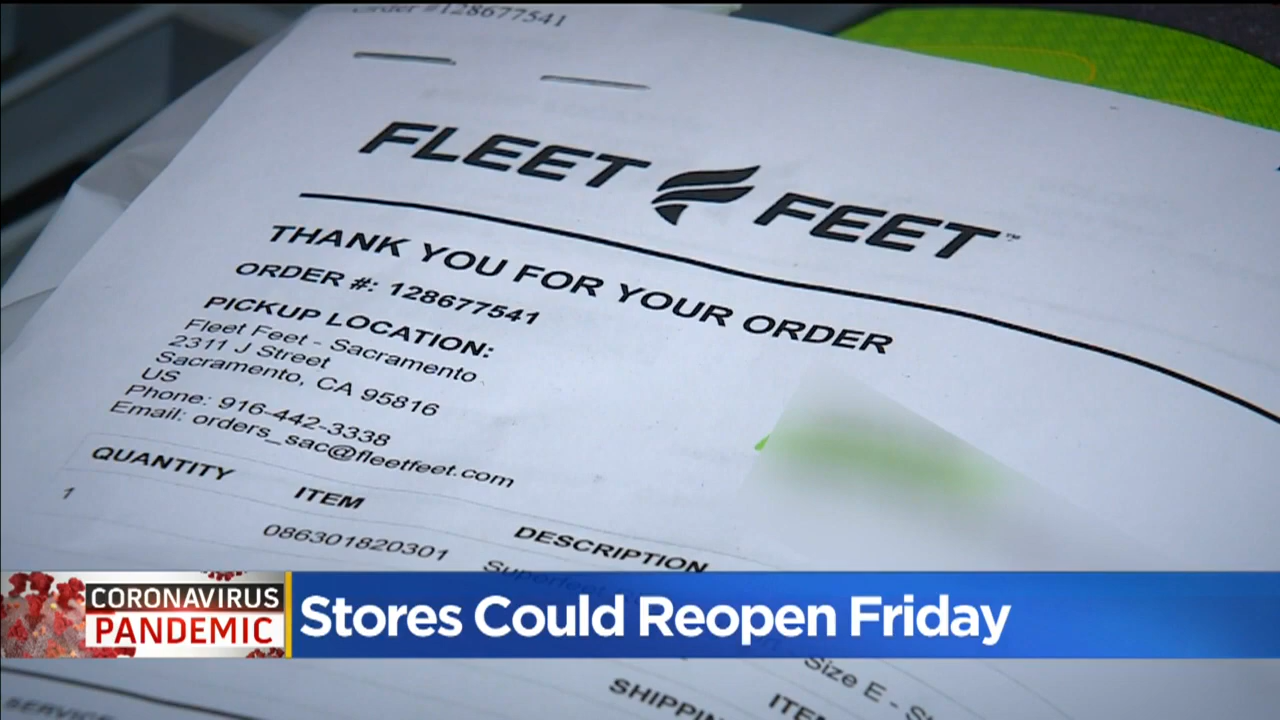 Order #128677541
FLEET FEET™
THANK YOU FOR YOUR ORDER
ORDER #: 128677541
PICKUP LOCATION:
Fleet Feet - Sacramento
2311 J Street
Sacramento, CA 95816
US
Phone: 916-442-3338
Email: orders_sac@fleetfeet.com
QUANTITY ITEM DESCRIPTION
1 086301820301
CORONAVIRUS
PANDEMIC
Stores Could Reopen Friday
Size E -